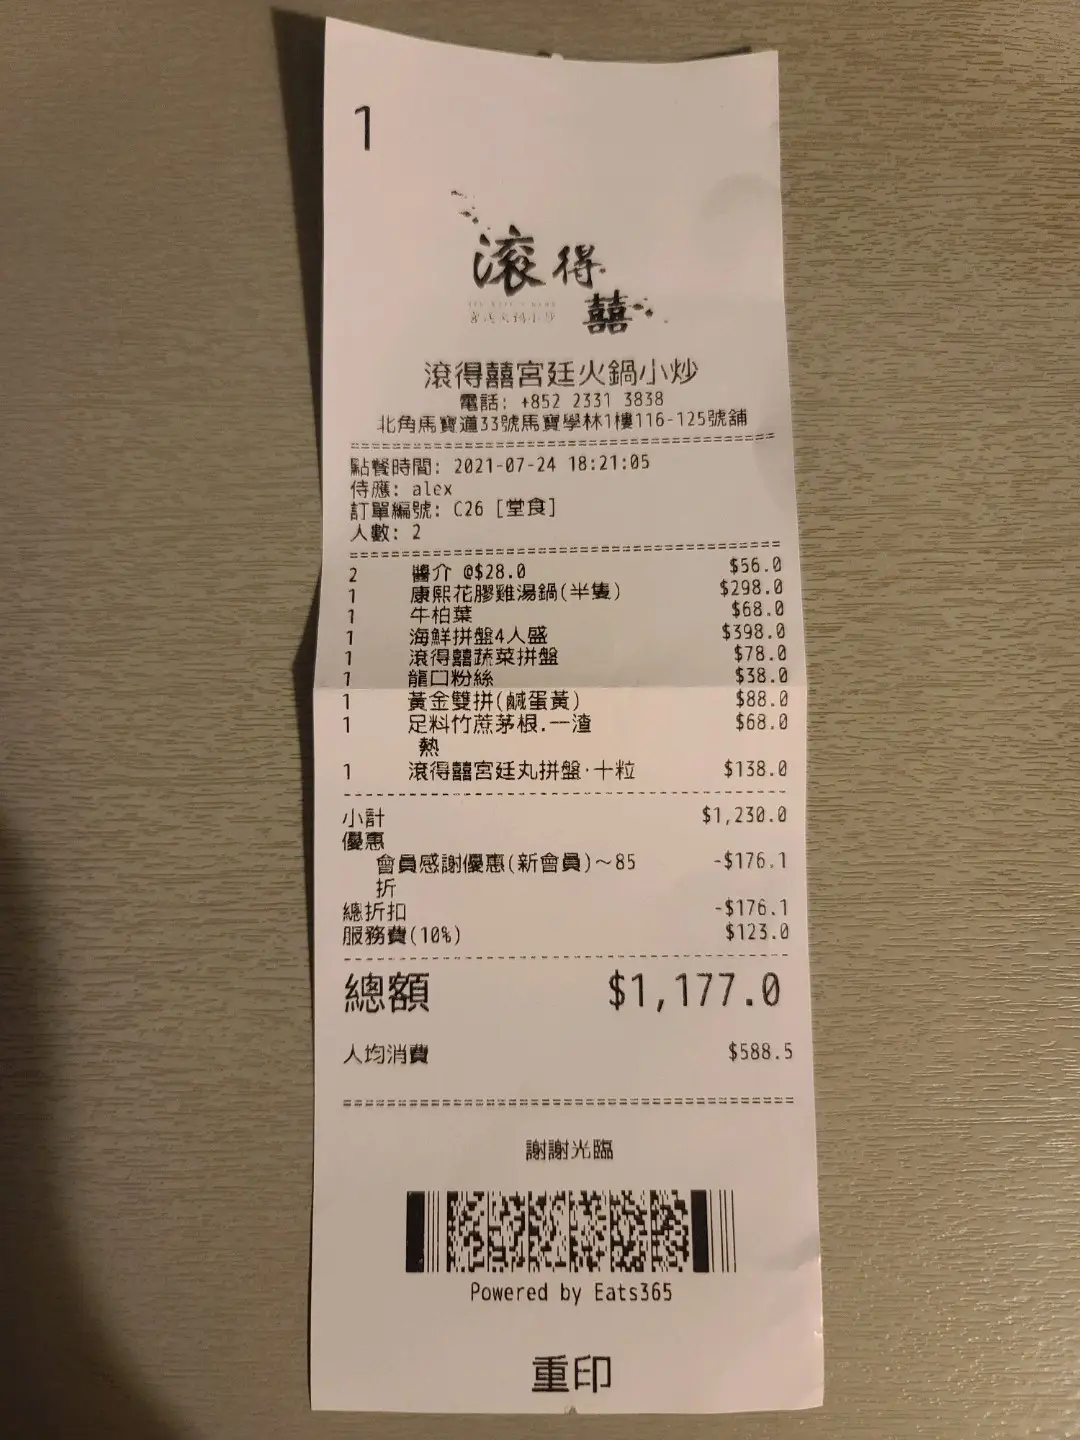 1
滾得
囍
滾得囍宮廷火鍋小炒
電話: +852 2331 3838
北角馬寶道33號馬寶學林1樓116-125號舖
點餐時間: 2021-07-24 18:21:05
侍應: alex
訂單編號: C26 [堂食]
人數: 2
2 醬介 @$28.0 $56.0
1 康熙花膠雞湯鍋(半隻) $298.0
1 牛柏葉 $68.0
1 海鮮拼盤4人盛 $398.0
1 滾得囍蔬菜拼盤 $78.0
1 龍口粉絲 $38.0
1 黃金雙拼(鹹蛋黃) $88.0
1 足料竹蔗茅根.一渣 $68.0
熱
1 滾得囍宮廷丸拼盤·十粒 $138.0
小計 $1,230.0
優惠
會員感謝優惠(新會員)~85 -$176.1
折
總折扣 -$176.1
服務費(10%) $123.0
總額 $1,177.0
人均消費 $588.5
謝謝光臨
Powered by Eats365
重印